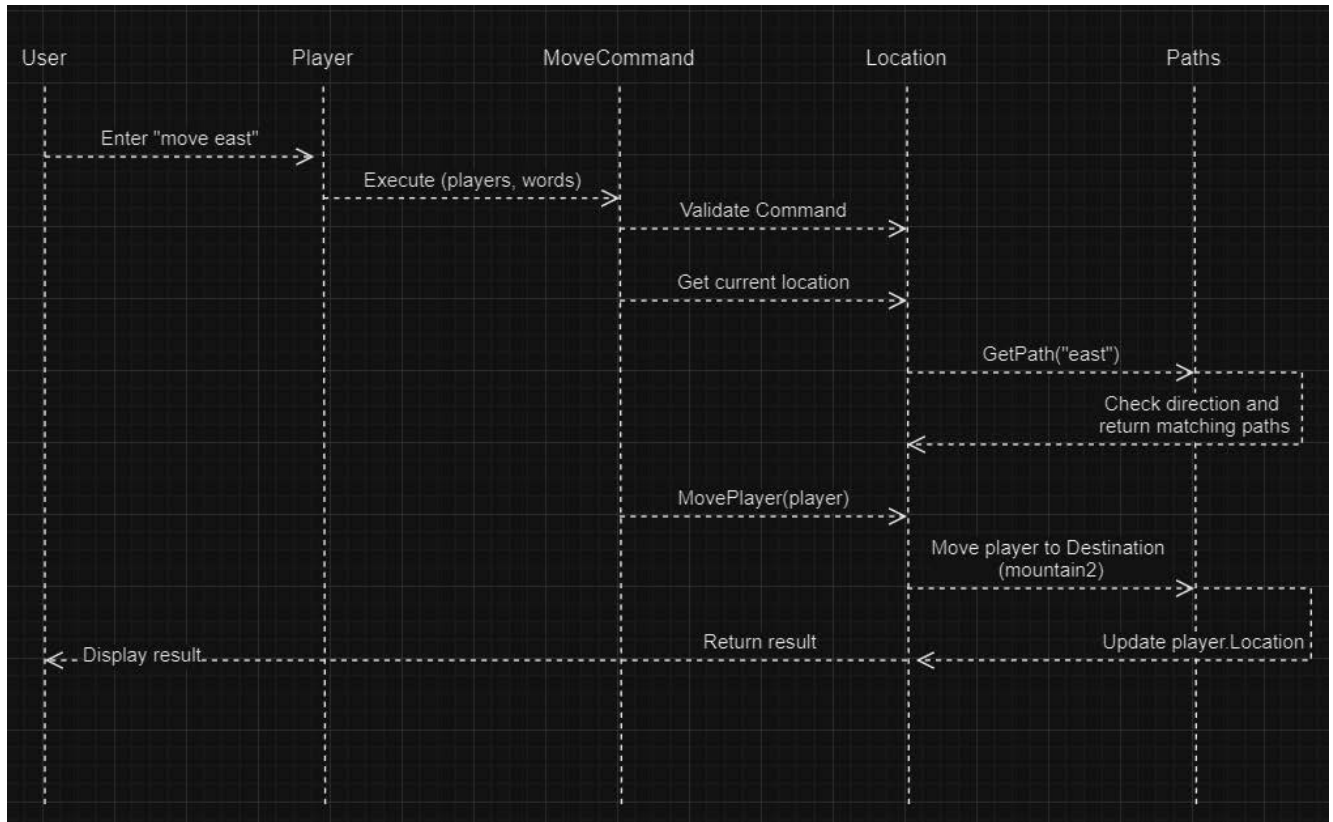 User
Player
MoveCommand
Location
Paths
Enter "move east"
Execute (players, words)
Validate Command
Get current location
GetPath("east")
Check direction and
return matching paths
MovePlayer(player)
Move player to Destination
(mountain2)
Display result
Return result
Update player.Location